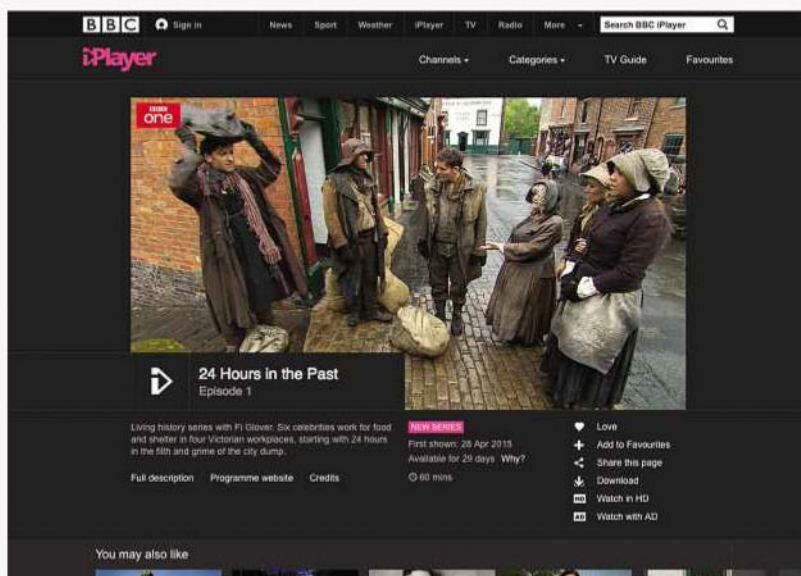 BBC Sign in News Sport Weather iPlayer TV Radio More Search BBC iPlayer
iPlayer Channels Categories TV Guide Favourites
BBC one
24 Hours in the Past
Episode 1
Living history series with Fi Glover. Six celebrities work for food
and shelter in four Victorian workplaces, starting with 24 hours
in the filth and grime of the city dump.
Full description Programme website Credits
NEW SERIES
First shown: 28 Apr 2015
Available for 29 days Why?
60 mins
Love
Add to Favourites
Share this page
Download
HD Watch in HD
AD Watch with AD
You may also like